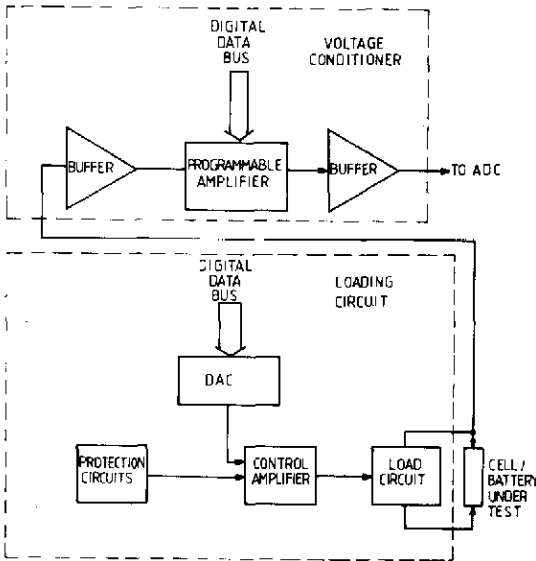 DIGITAL
DATA
BUS
VOLTAGE
CONDITIONER
BUFFER
PROGRAMMABLE
AMPLIFIER
BUFFER
TO ADC
DIGITAL
DATA
BUS
LOADING
CIRCUIT
DAC
PROTECTION
CIRCUITS
CONTROL
AMPLIFIER
LOAD
CIRCUIT
CELL/
BATTERY
UNDER
TEST